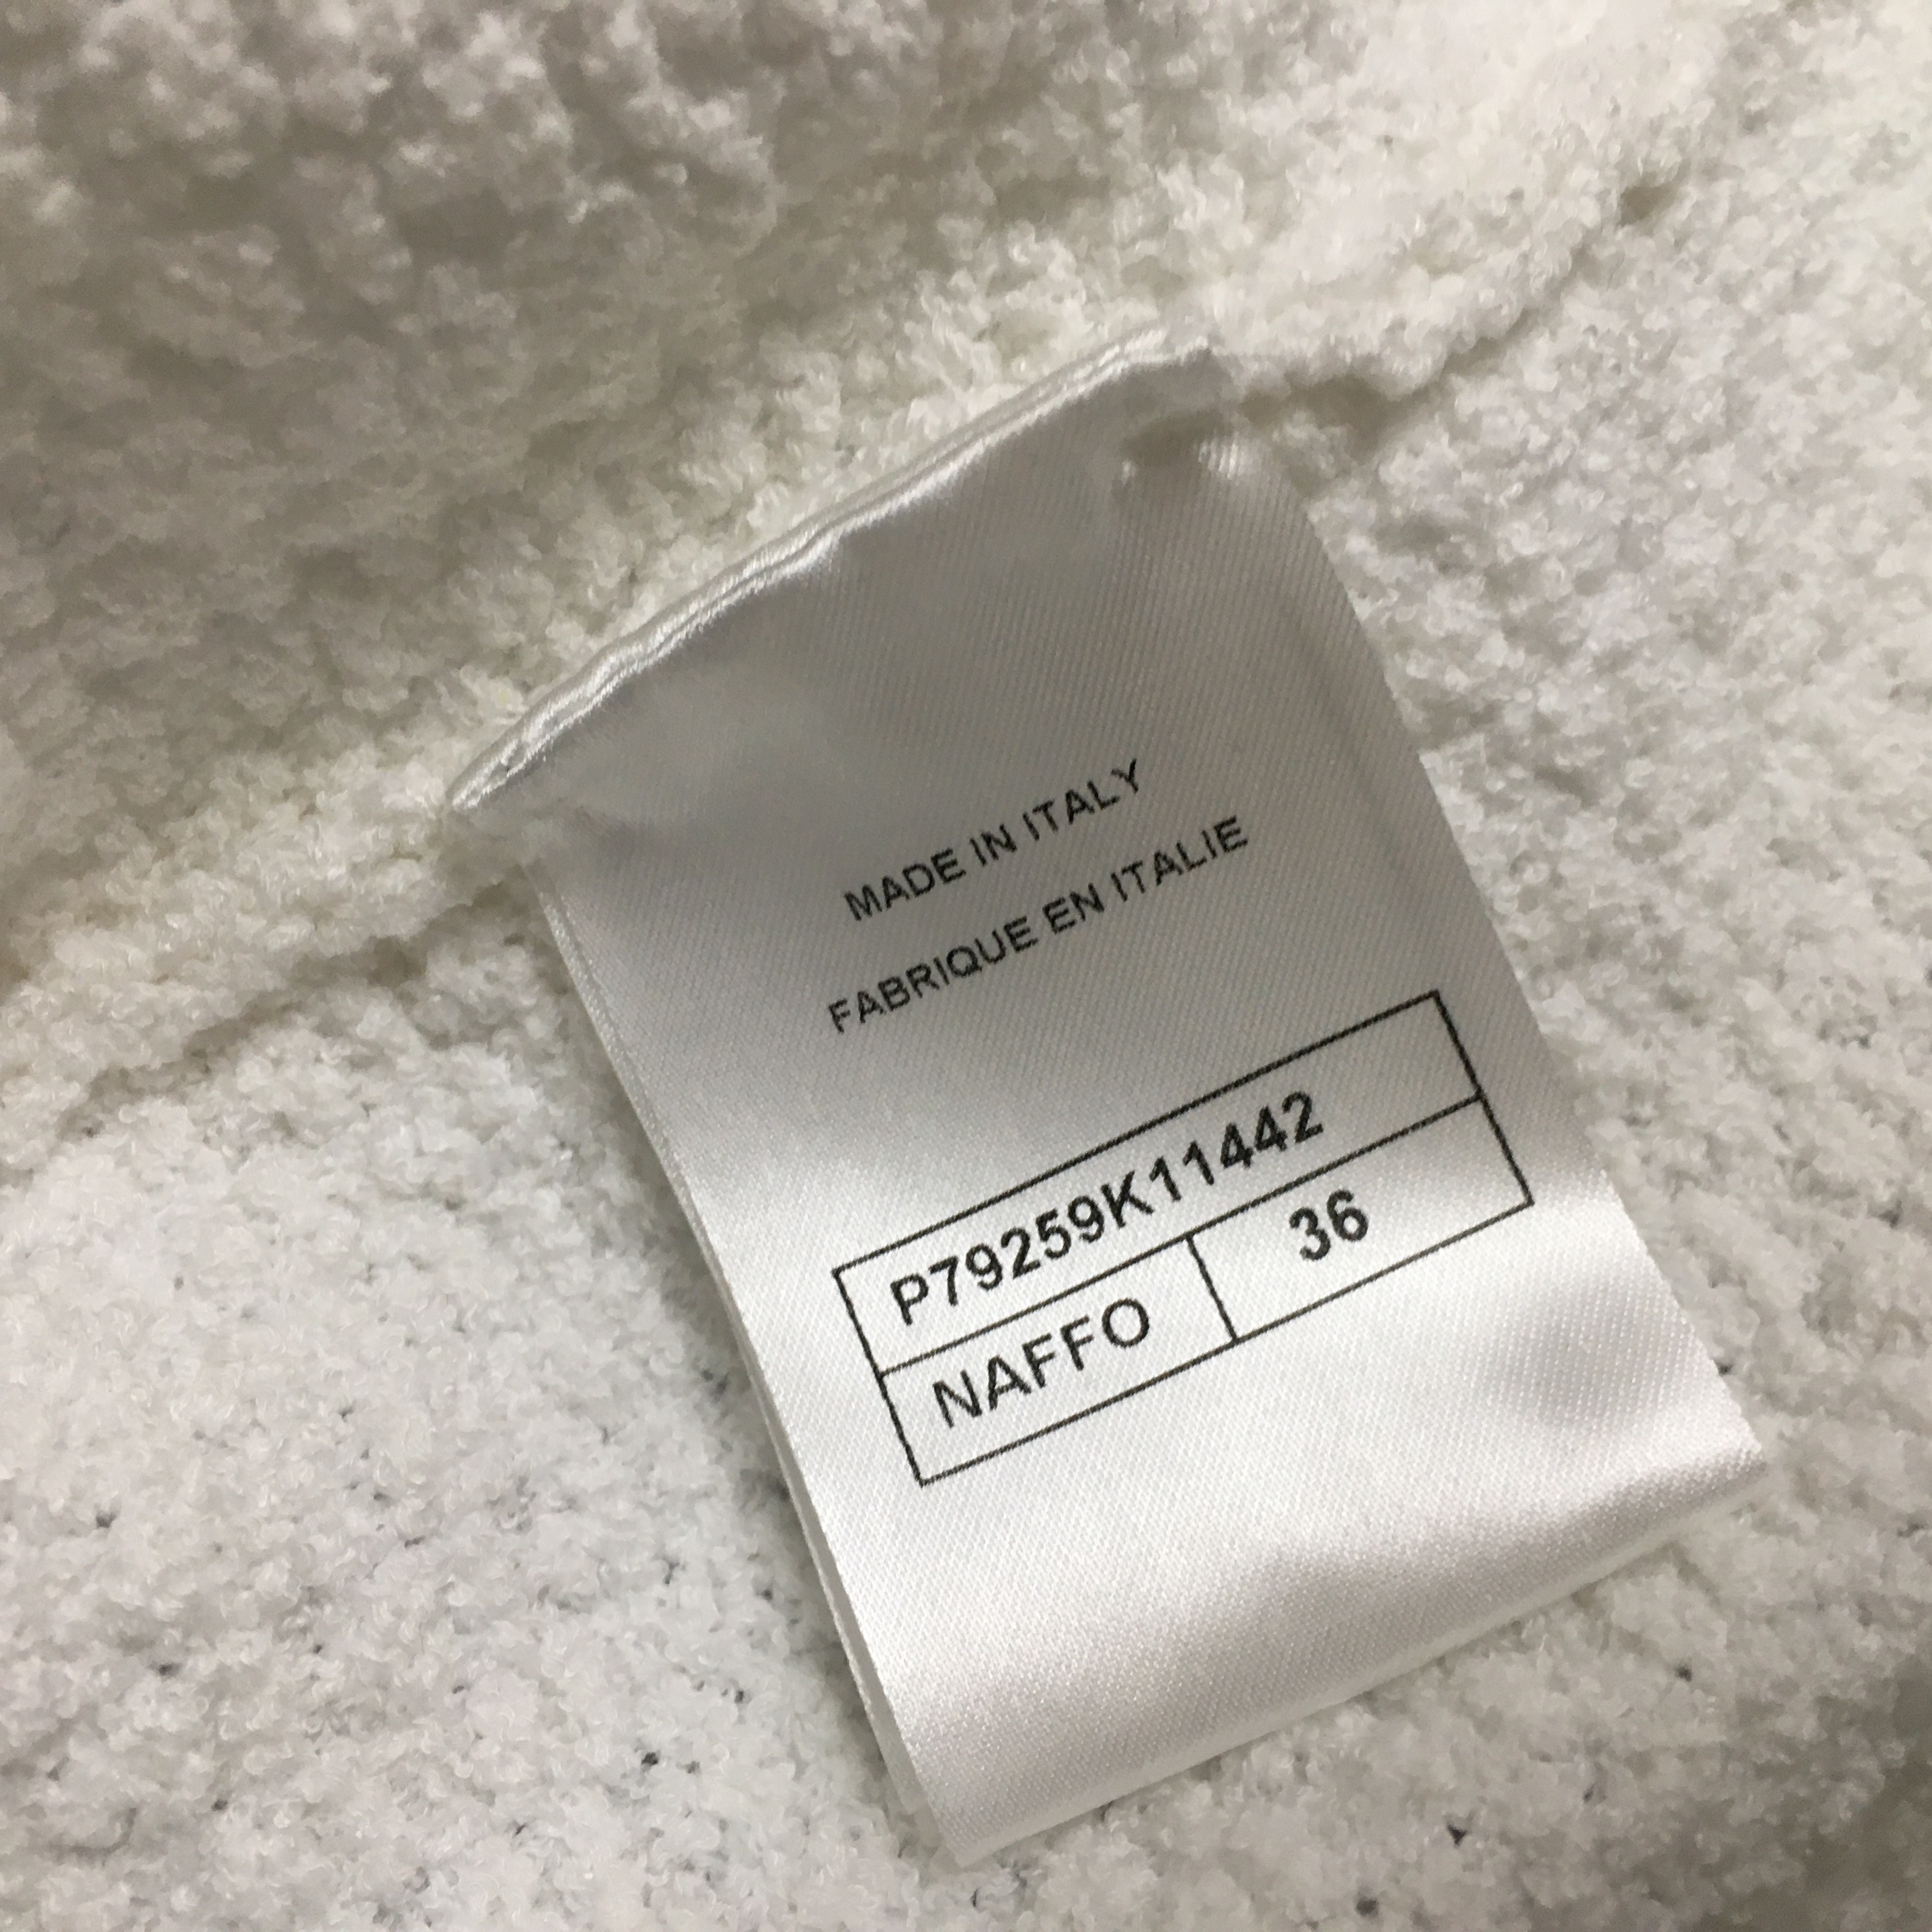 MADE IN ITALY
FABRIQUE EN ITALIE
P79259K11442
NAFFO 36